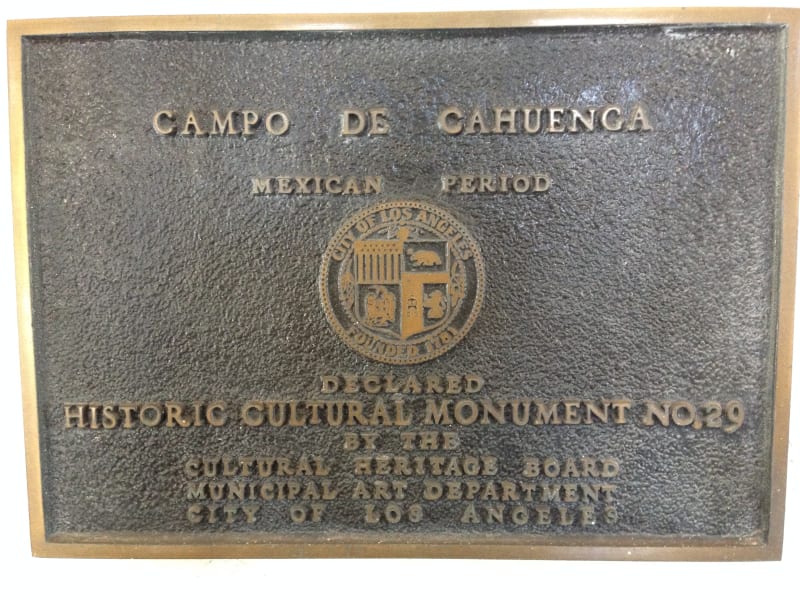 CAMPO DE CAHUENGA
MEXICAN PERIOD
CITY OF LOS ANGELES
FOUNDED 1781
DECLARED
HISTORIC CULTURAL MONUMENT NO. 29
BY THE
CULTURAL HERITAGE BOARD
MUNICIPAL ART DEPARTMENT
CITY OF LOS ANGELES